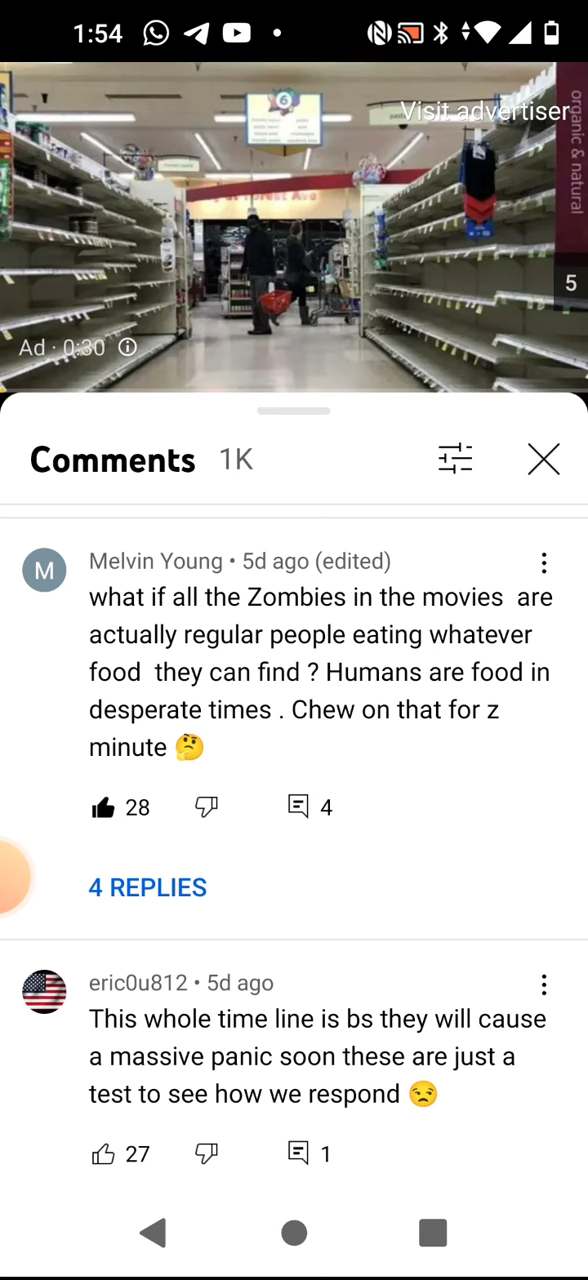 1:54
Visit advertiser
organic & natural
6
5
Ad · 0:30
Comments 1K
M
Melvin Young • 5d ago (edited)
what if all the Zombies in the movies  are
actually regular people eating whatever
food  they can find ? Humans are food in
desperate times . Chew on that for z
minute 🤔
28 4
4 REPLIES
eric0u812 • 5d ago
This whole time line is bs they will cause
a massive panic soon these are just a
test to see how we respond 😒
27 1